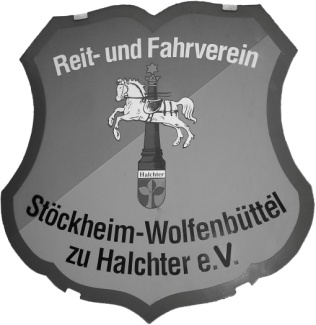 Reit- und Fahrverein
Halchter
Stöckheim-Wolfenbüttel
zu Halchter e.V.